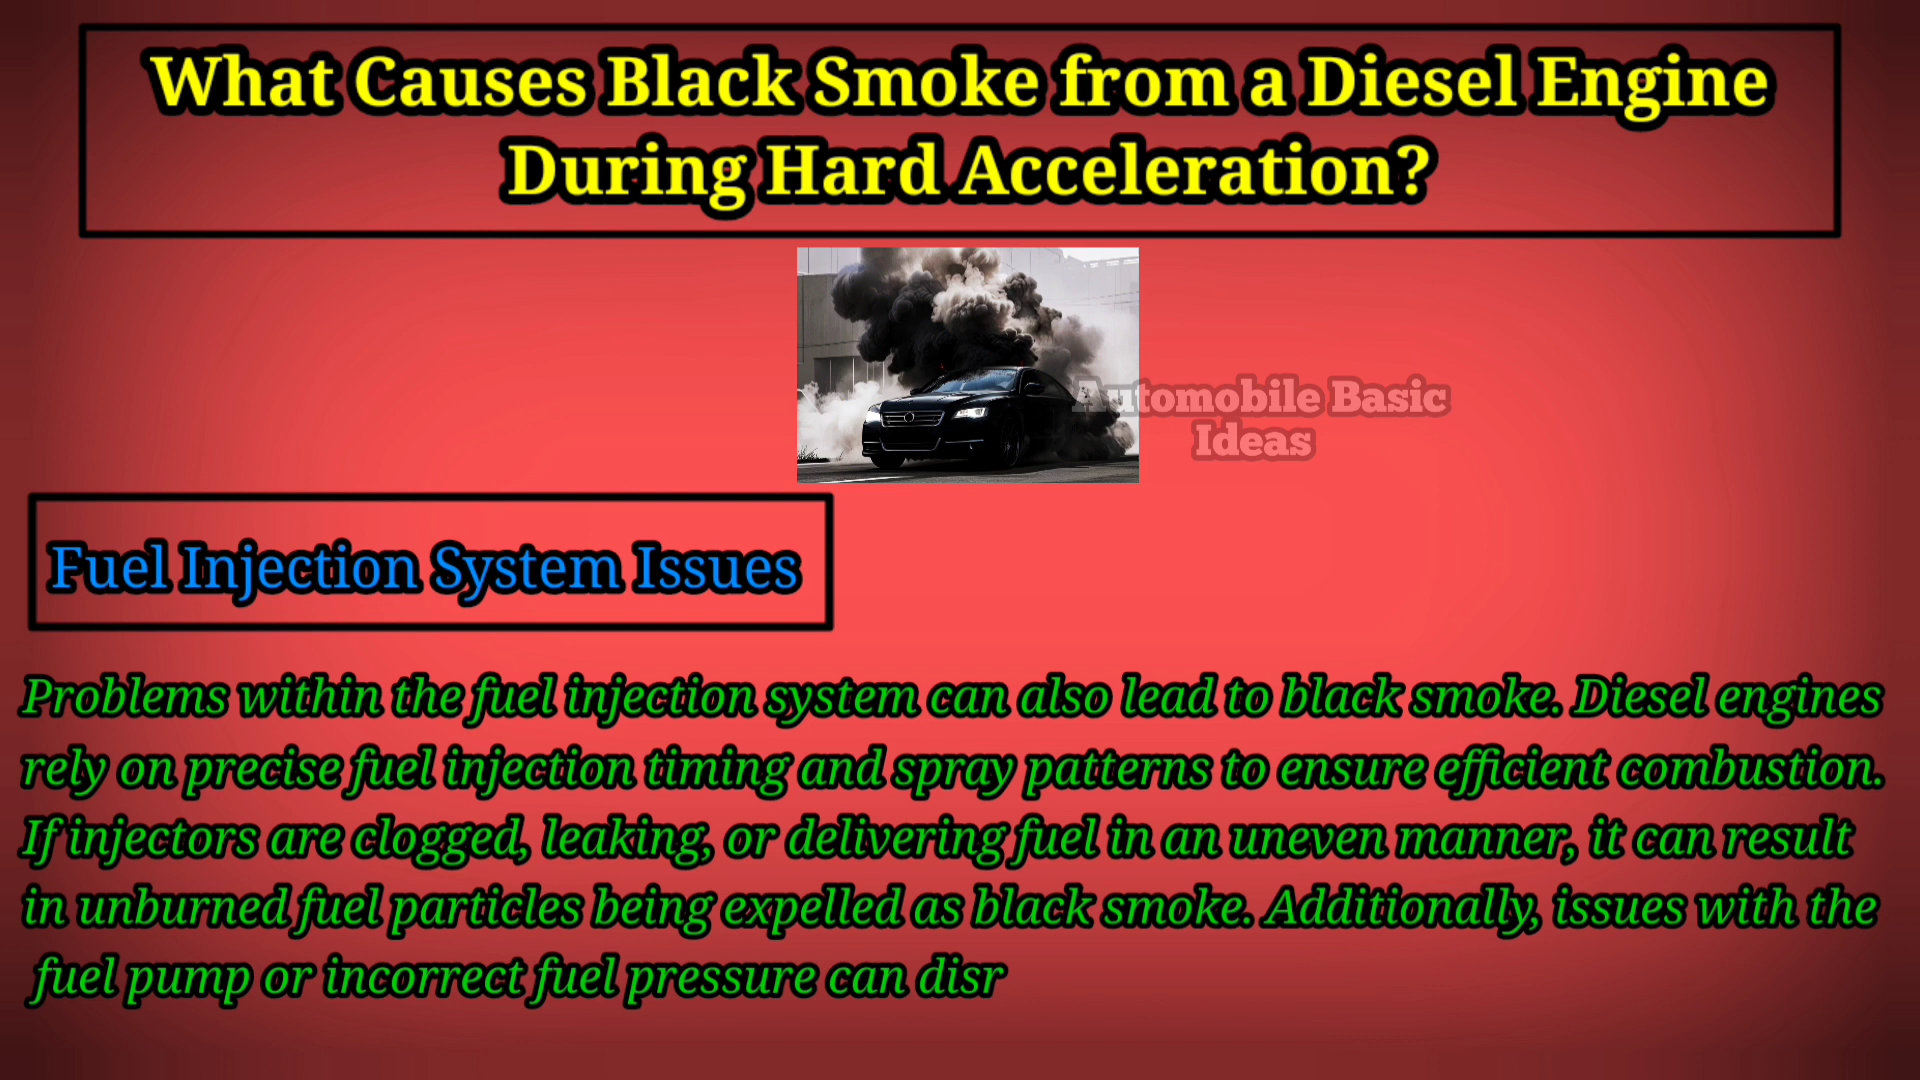 What Causes Black Smoke from a Diesel Engine
During Hard Acceleration?
Automobile Basic
Ideas
Fuel Injection System Issues
Problems within the fuel injection system can also lead to black smoke. Diesel engines
rely on precise fuel injection timing and spray patterns to ensure efficient combustion.
If injectors are clogged, leaking, or delivering fuel in an uneven manner, it can result
in unburned fuel particles being expelled as black smoke. Additionally, issues with the
fuel pump or incorrect fuel pressure can disr